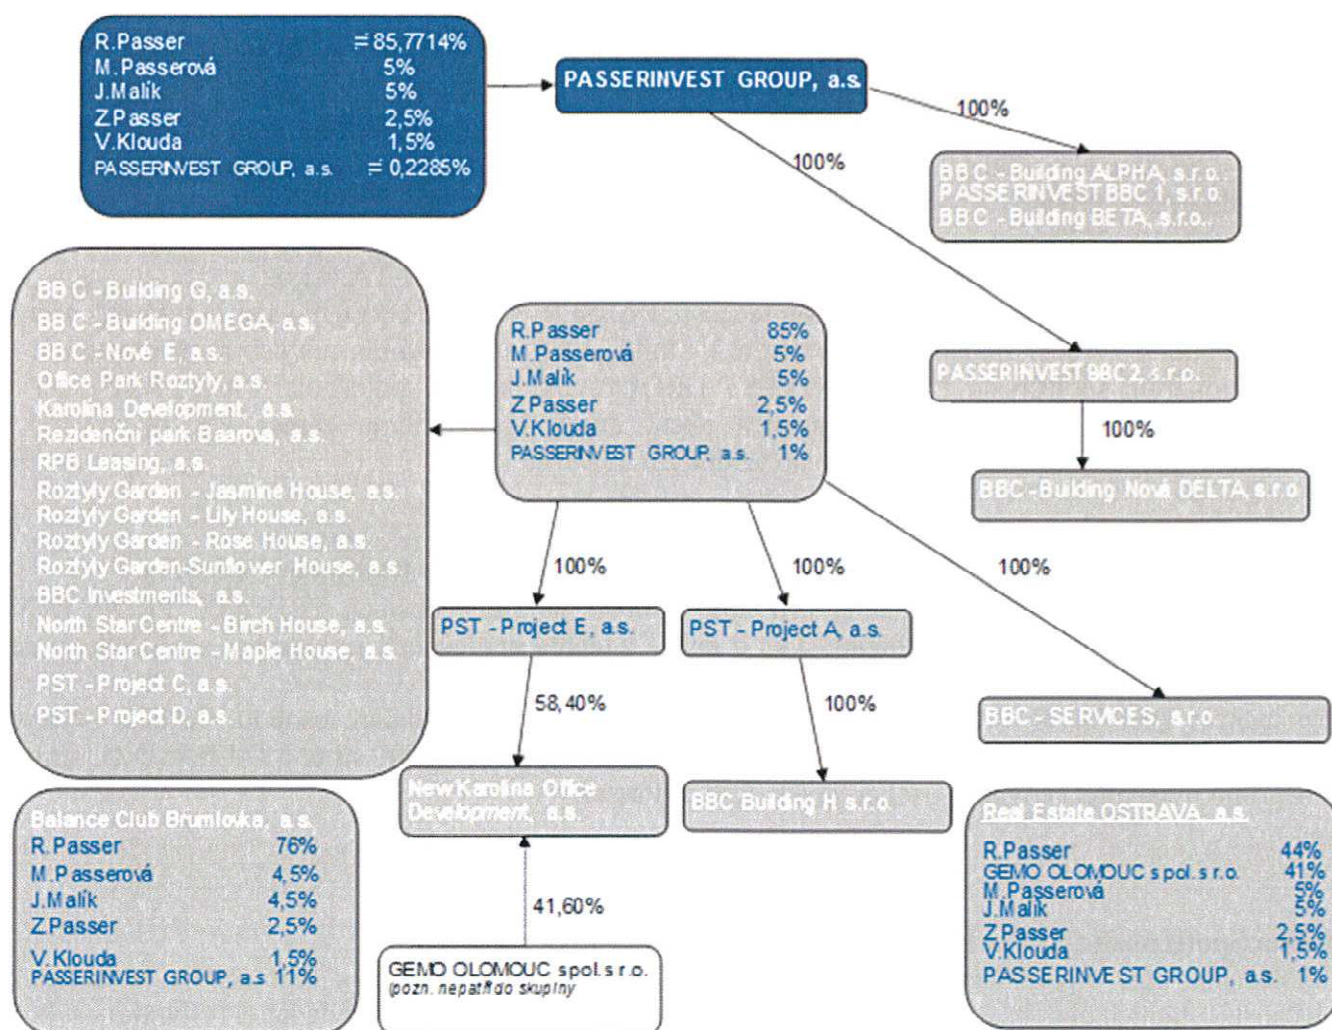 R.Passer ≓ 85,7714%
M.Passerová 5%
J.Malík 5%
Z.Passer 2,5%
V.Klouda 1,5%
PASSERINVEST GROUP, a.s. ≓ 0,2285%
PASSERINVEST GROUP, a.s.
100%
100%
BB C - Building ALPHA, s.r.o..
PASSERINVEST BBC 1, s.r.o.
BB C - Building BETA, s.r.o..
BB C - Building G, a.s.
BB C - Building OMEGA, a.s.
BB C - Nové E, a.s.
Office Park Roztyly, a.s.
Karolina Development, a.s.
Rezidenční park Baarova, a.s.
RPB Leasing, a.s.
Roztyly Garden - Jasmine House, a.s.
Roztyly Garden - Lily House, a.s.
Roztyly Garden - Rose House, a.s.
Roztyly Garden-Sunflower House, a.s.
BBC Investments, a.s.
North Star Centre - Birch House, a.s.
North Star Centre - Maple House, a.s.
PST - Project C, a.s.
PST - Project D, a.s.
R.Passer 85%
M.Passerová 5%
J.Malík 5%
Z.Passer 2,5%
V.Klouda 1,5%
PASSERINVEST GROUP, a.s. 1%
PASSERINVEST BBC 2, s.r.o.
100%
BBC -Building Nová DELTA, s.r.o
100%
100%
100%
PST - Project E, a.s.
PST - Project A, a.s.
58,40%
100%
BBC - SERVICES, s.r.o.
New Karolina Office
Development, a.s.
BBC Building H s.r.o.
Balance Club Brumlovka, a.s.
R.Passer 76%
M.Passerová 4,5%
J.Malík 4,5%
Z.Passer 2,5%
V.Klouda 1,5%
PASSERINVEST GROUP, a.s 11%
41,60%
GEMO OLOMOUC spol.s r.o.
(pozn. nepatří do skupiny
Real Estate OSTRAVA, a.s.
R.Passer 44%
GEMO OLOMOUC spol.s r.o. 41%
M.Passerová 5%
J.Malík 5%
Z.Passer 2,5%
V.Klouda 1,5%
PASSERINVEST GROUP, a.s. 1%